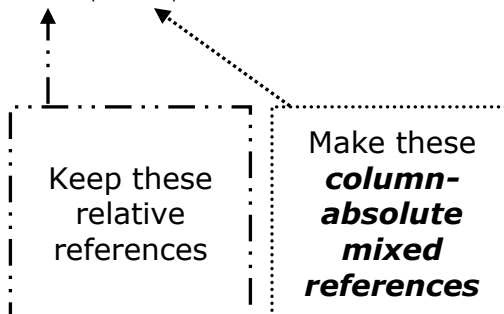 Keep these
relative
references
Make these
column-
absolute
mixed
references